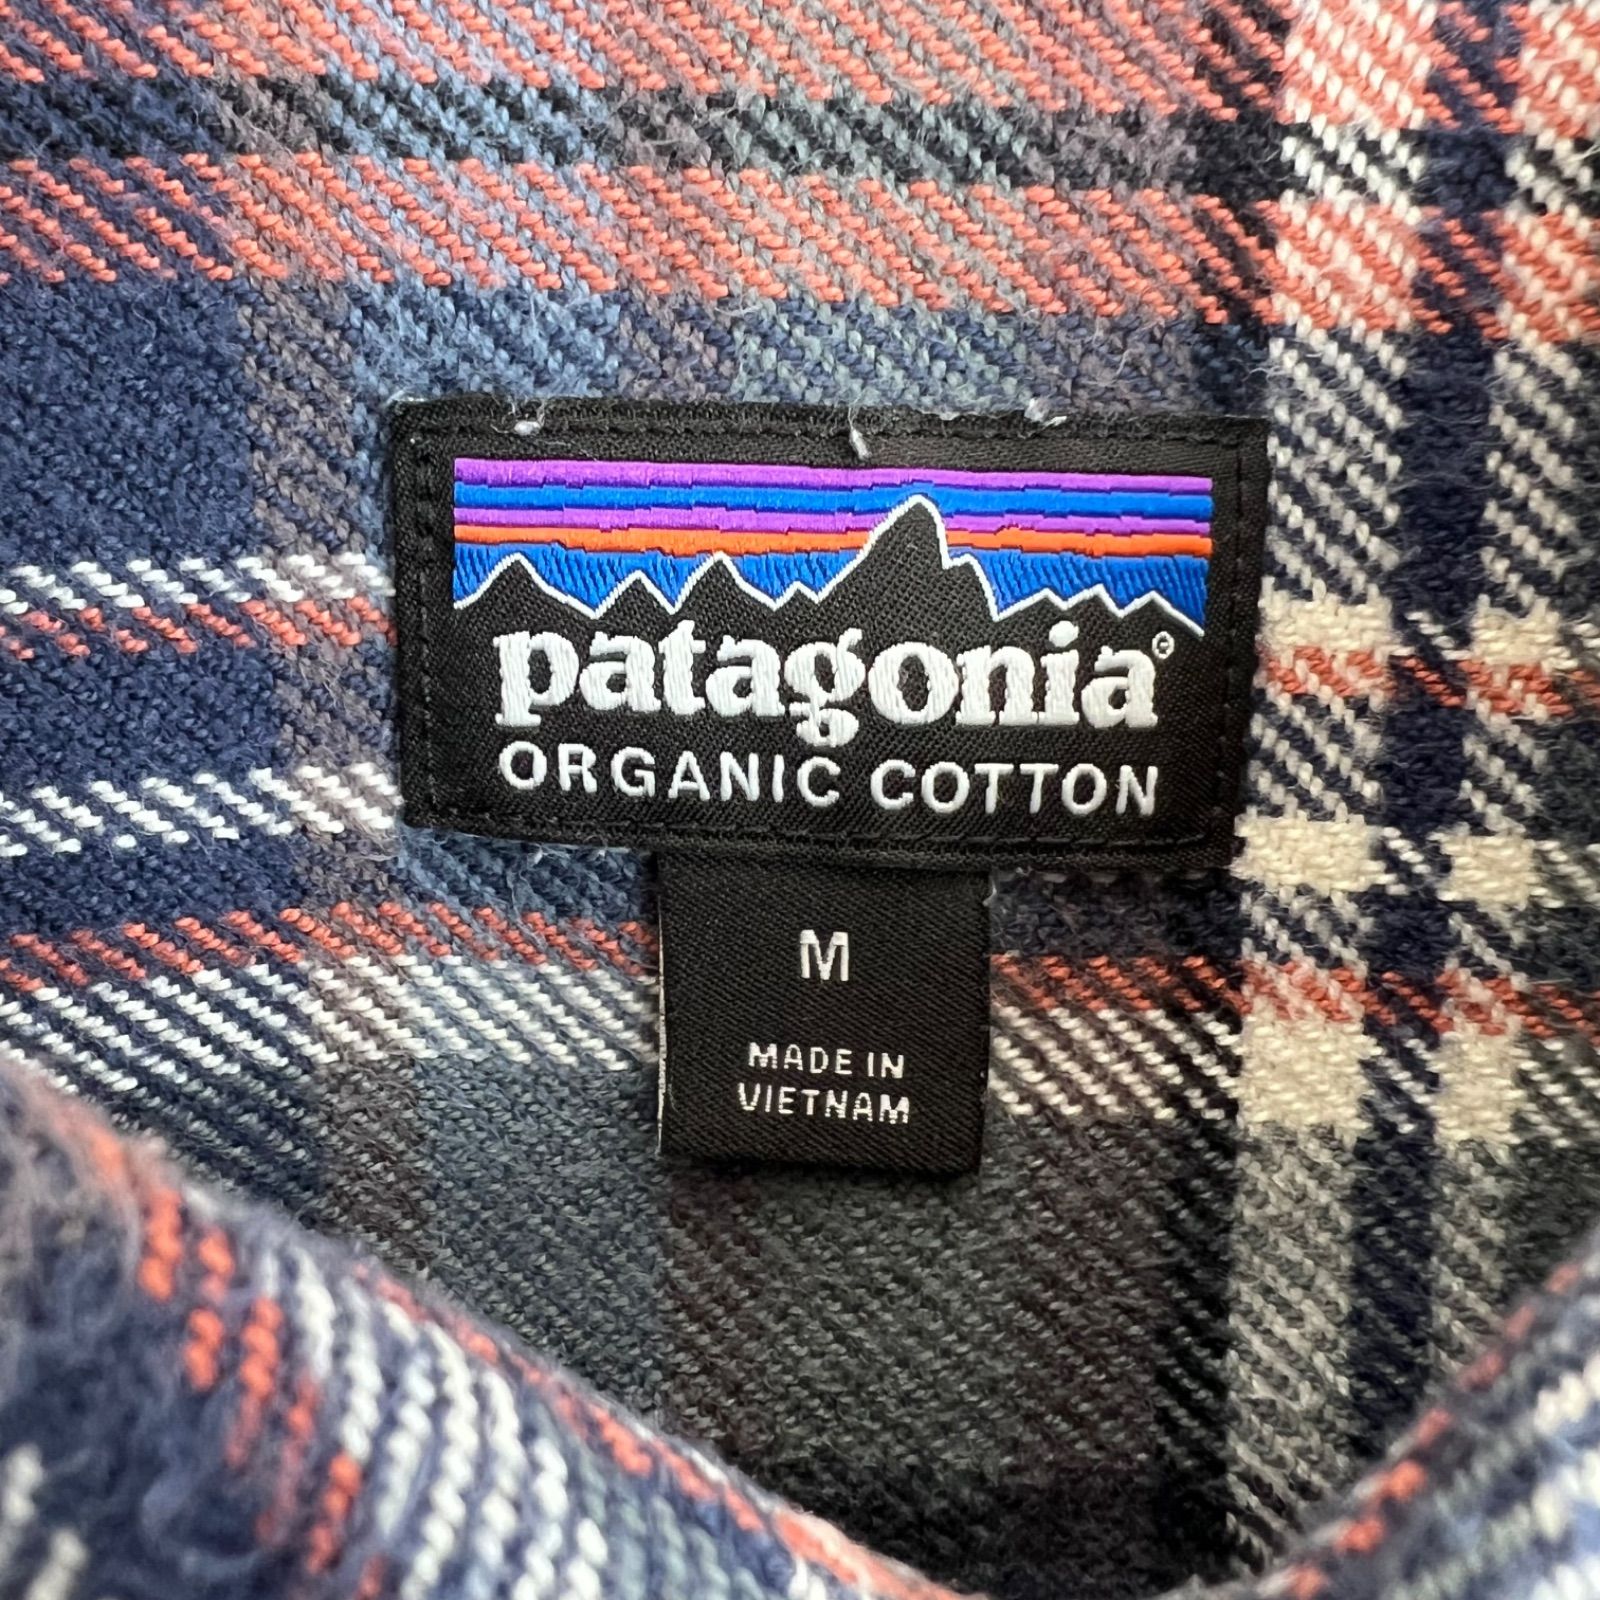 patagonia®
ORGANIC COTTON
M
MADE IN
VIETNAM